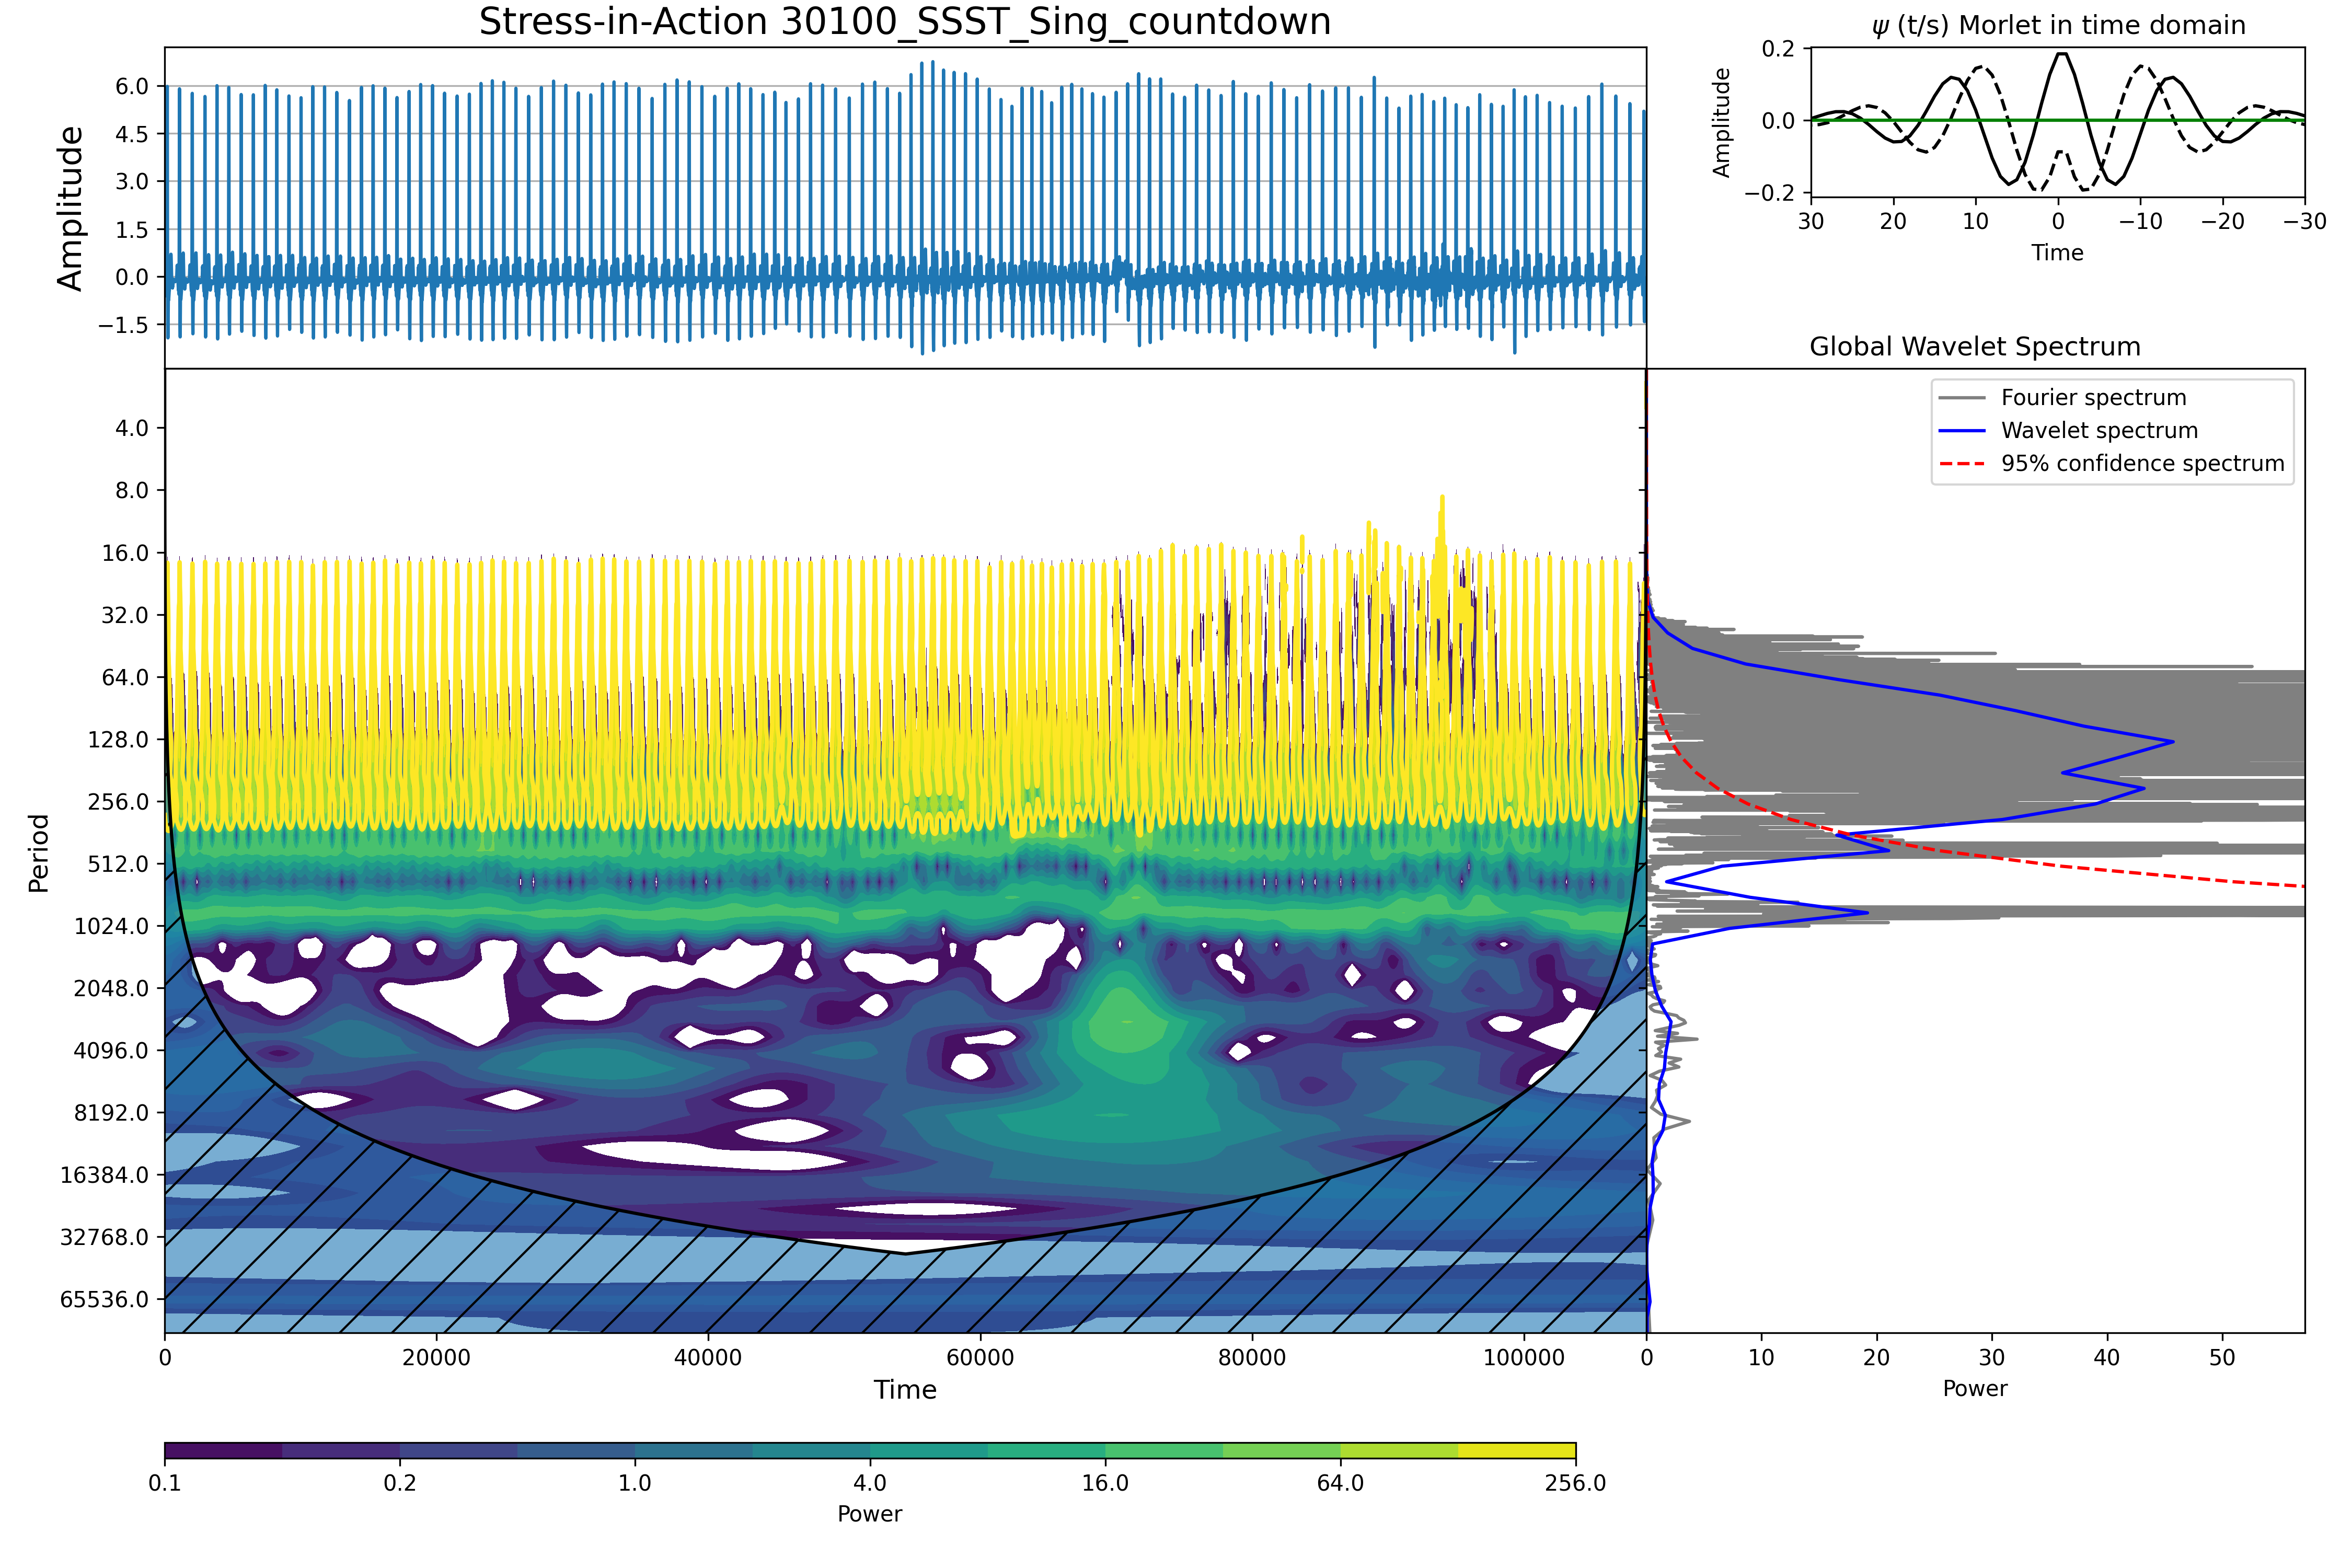 Stress-in-Action 30100_SSST_Sing_countdown
Amplitude
6.0
4.5
3.0
1.5
0.0
−1.5
ψ (t/s) Morlet in time domain
Amplitude
0.2
0.0
−0.2
30 20 10 0 −10 −20 −30
Time
Global Wavelet Spectrum
Fourier spectrum
Wavelet spectrum
95% confidence spectrum
Period
4.0
8.0
16.0
32.0
64.0
128.0
256.0
512.0
1024.0
2048.0
4096.0
8192.0
16384.0
32768.0
65536.0
0 20000 40000 60000 80000 100000
Time
0 10 20 30 40 50
Power
0.1 0.2 1.0 4.0 16.0 64.0 256.0
Power